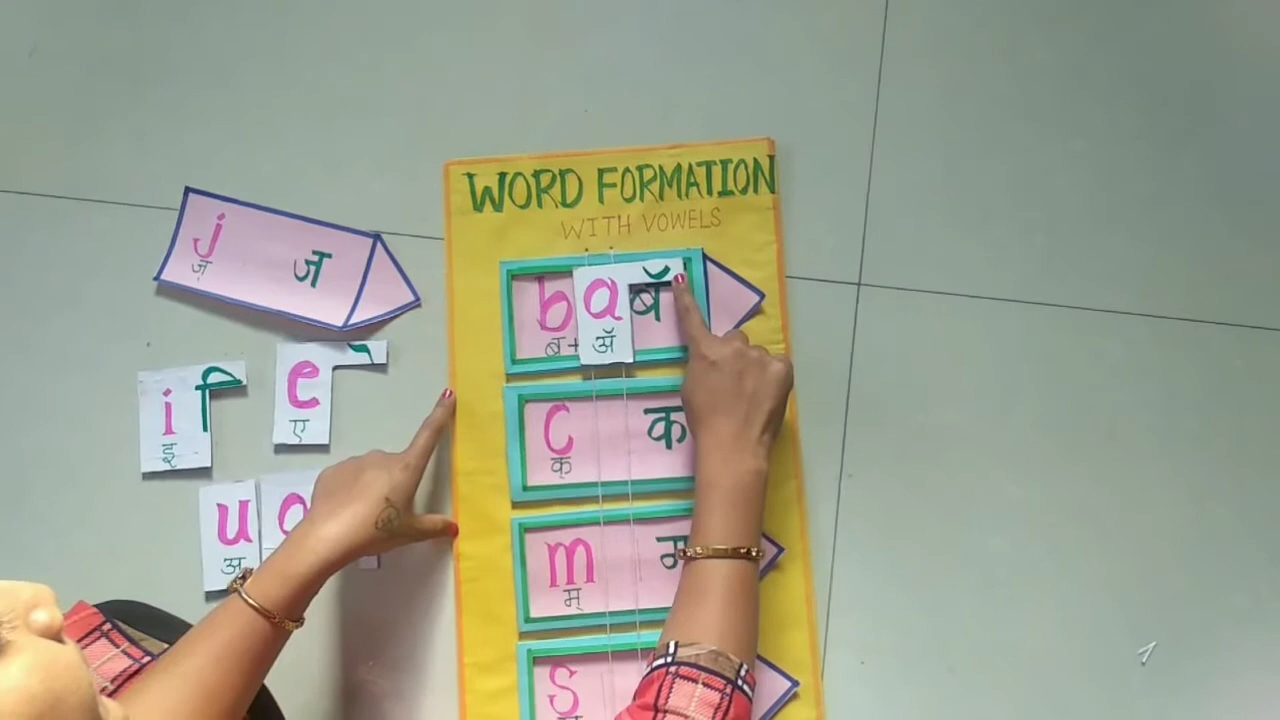 WORD FORMATION
WITH VOWELS
j ज
ज्
b a बॅ
ब + ॲ
i ि
इ
e े
ए
c क
क्
u
अ
m म
म्
s